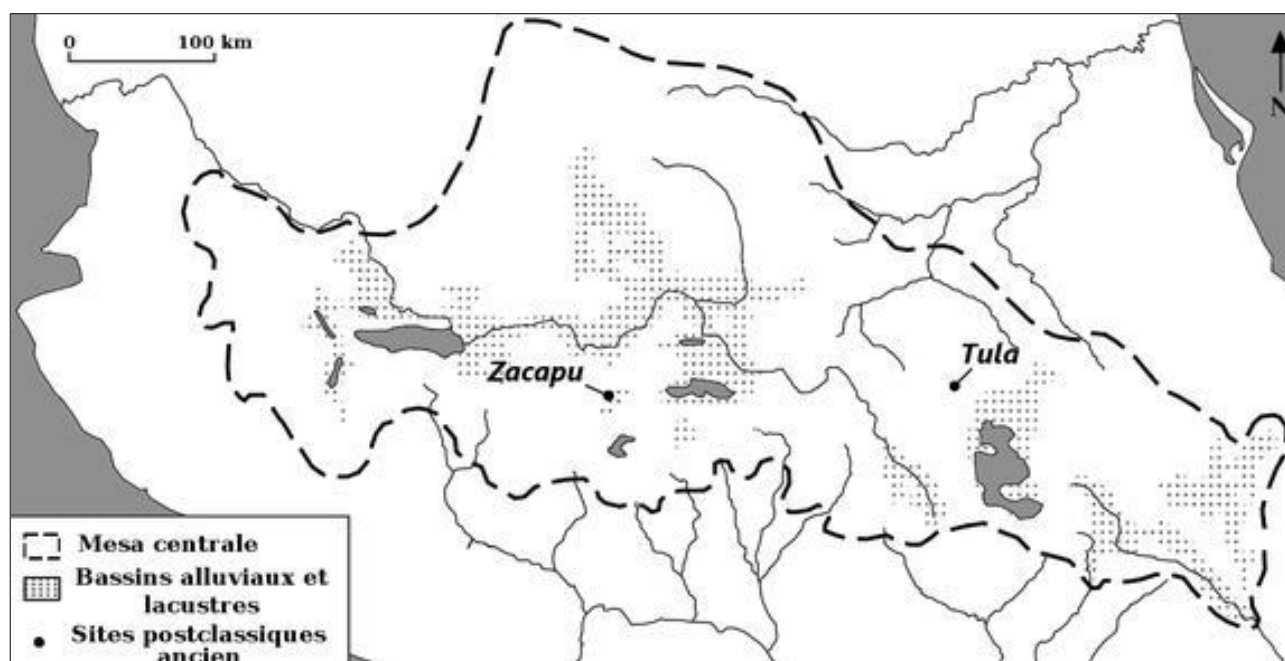 0 100 km
N
Zacapu
Tula
Mesa centrale
Bassins alluviaux et
lacustres
Sites postclassiques
ancien